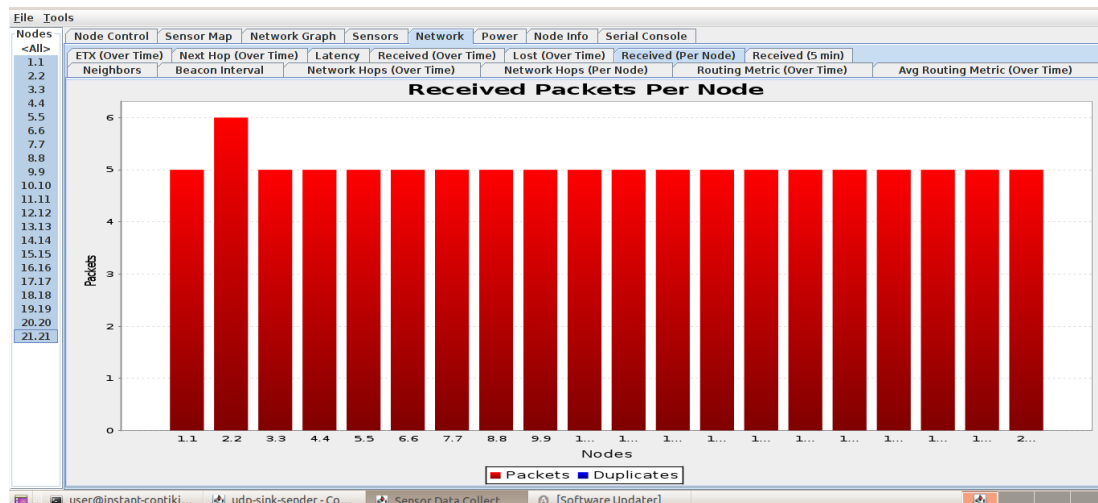 File Tools
Nodes
<All>
1.1
2.2
3.3
4.4
5.5
6.6
7.7
8.8
9.9
10.10
11.11
12.12
13.13
14.14
15.15
16.16
17.17
18.18
19.19
20.20
21.21
Node Control Sensor Map Network Graph Sensors Network Power Node Info Serial Console
ETX (Over Time) Next Hop (Over Time) Latency Received (Over Time) Lost (Over Time) Received (Per Node) Received (5 min)
Neighbors Beacon Interval Network Hops (Over Time) Network Hops (Per Node) Routing Metric (Over Time) Avg Routing Metric (Over Time)
Received Packets Per Node
6
5
4
3
2
1
0
Packets
1.1 2.2 3.3 4.4 5.5 6.6 7.7 8.8 9.9 1... 1... 1... 1... 1... 1... 1... 1... 1... 1... 2...
Nodes
Packets Duplicates
user@instant-contiki... udp-sink-sender - Co... Sensor Data Collect... [Software Updater]